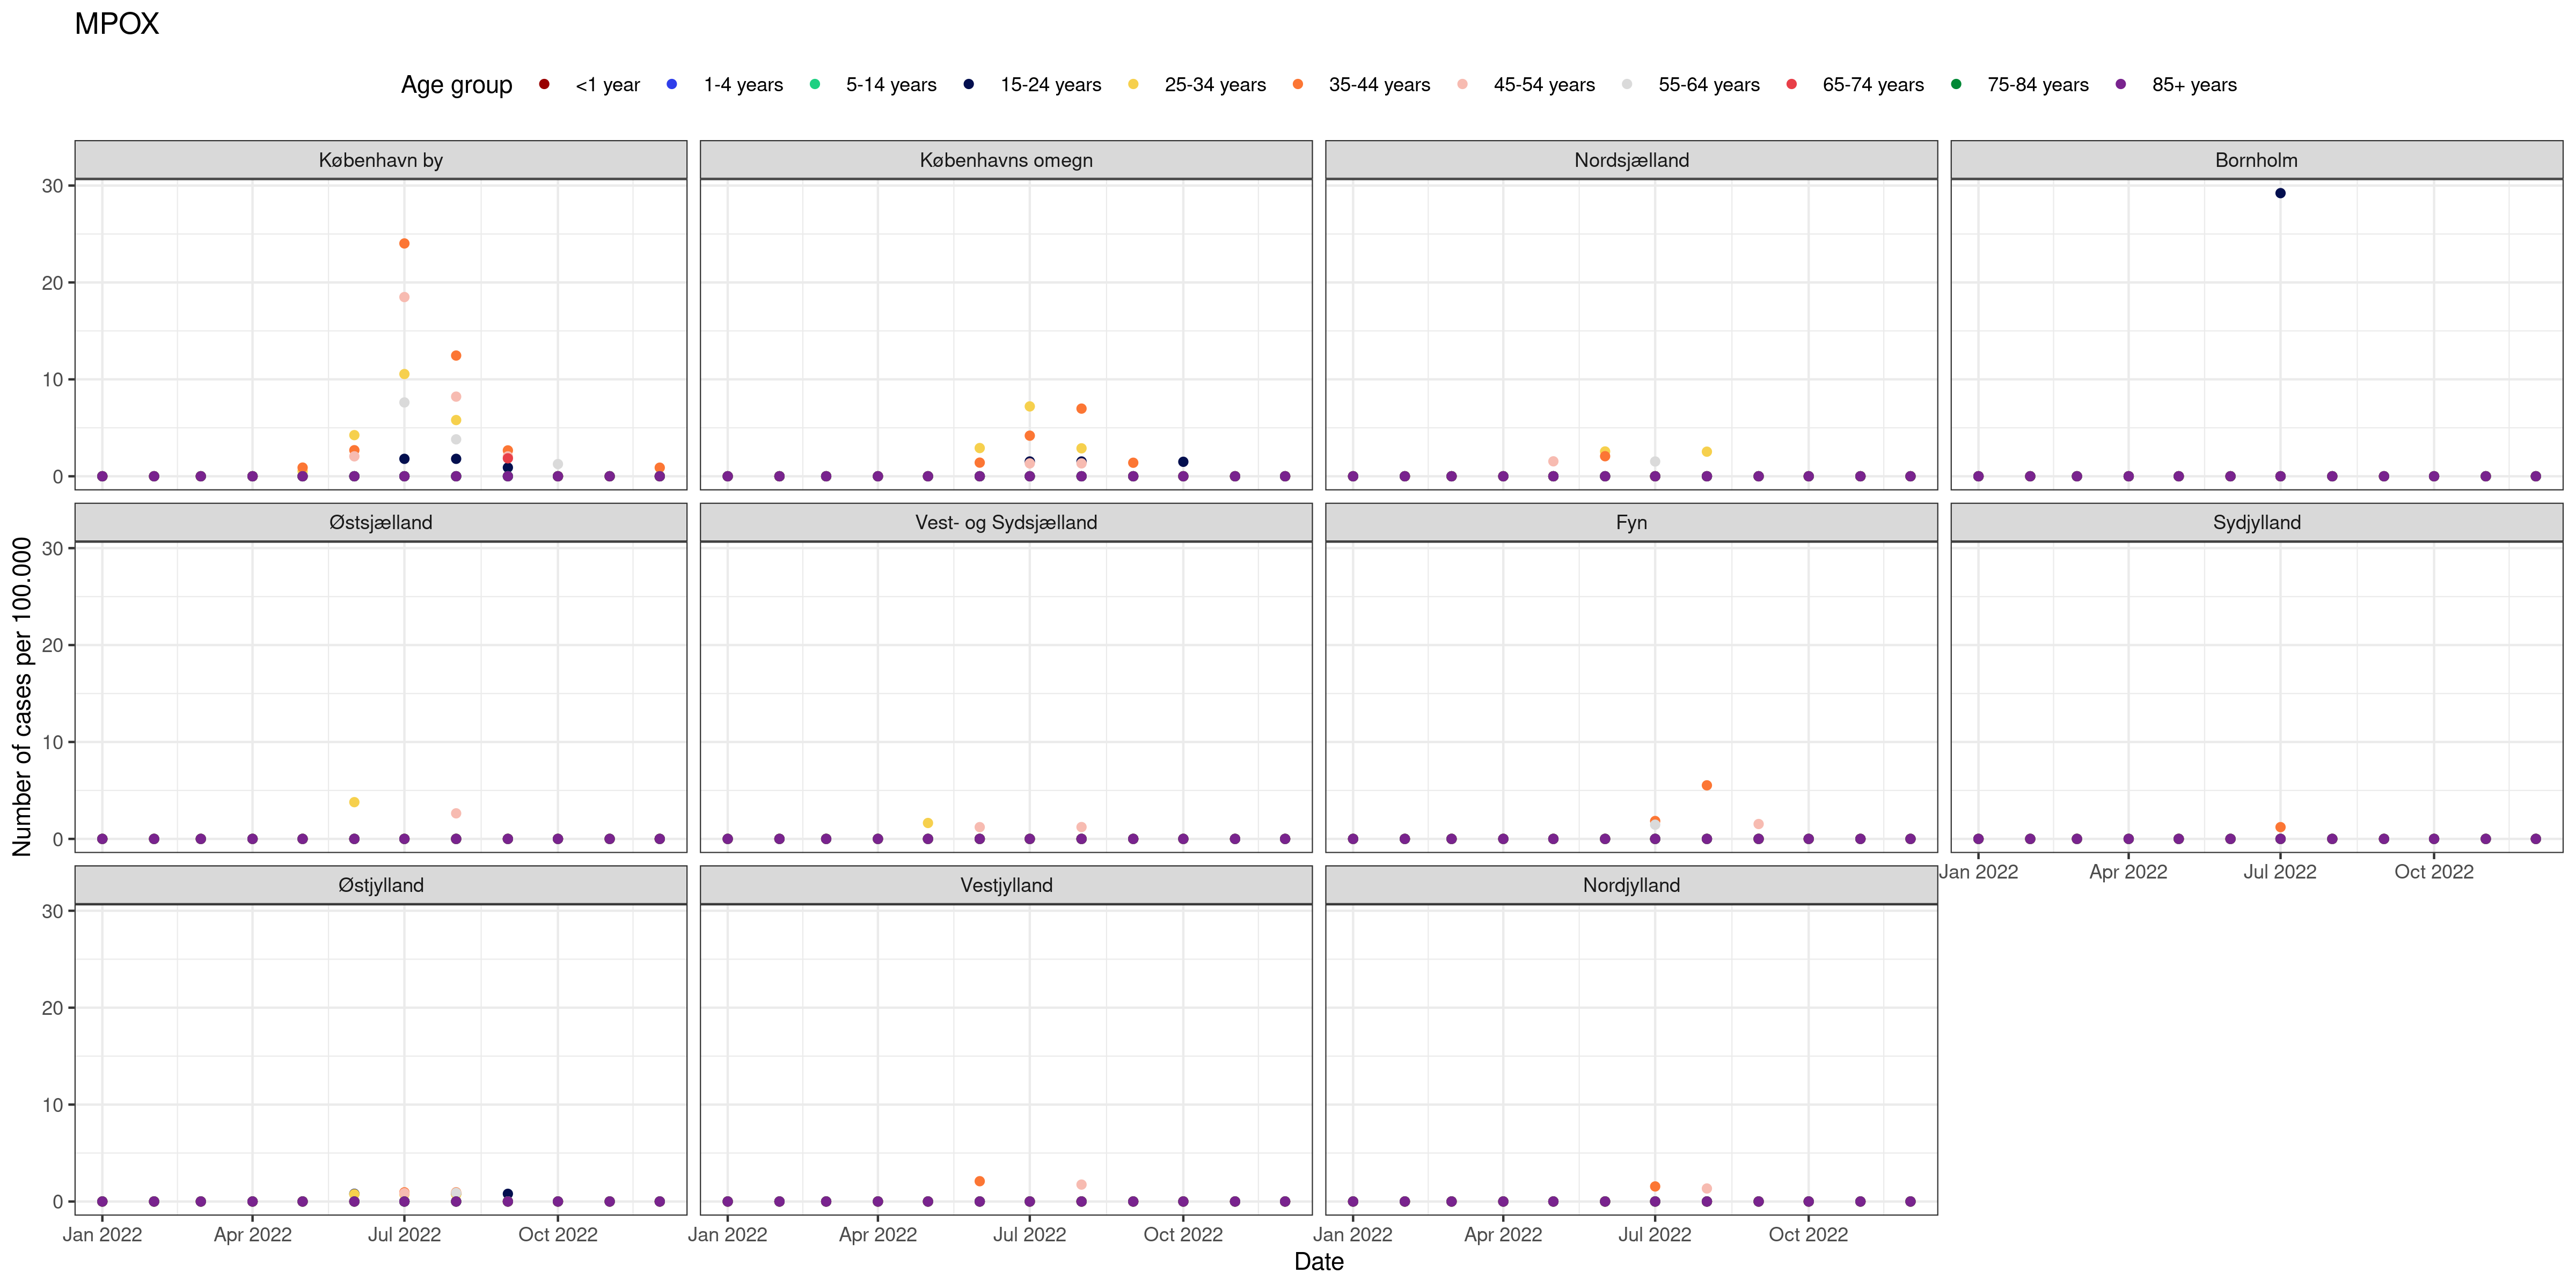 MPOX
Age group <1 year 1-4 years 5-14 years 15-24 years 25-34 years 35-44 years 45-54 years 55-64 years 65-74 years 75-84 years 85+ years
København by Københavns omegn Nordsjælland Bornholm
30
20
10
0
Østsjælland Vest- og Sydsjælland Fyn Sydjylland
30
20
10
0
Jan 2022 Apr 2022 Jul 2022 Oct 2022
Østjylland Vestjylland Nordjylland
30
20
10
0
Jan 2022 Apr 2022 Jul 2022 Oct 2022 Jan 2022 Apr 2022 Jul 2022 Oct 2022 Jan 2022 Apr 2022 Jul 2022 Oct 2022
Number of cases per 100.000
Date